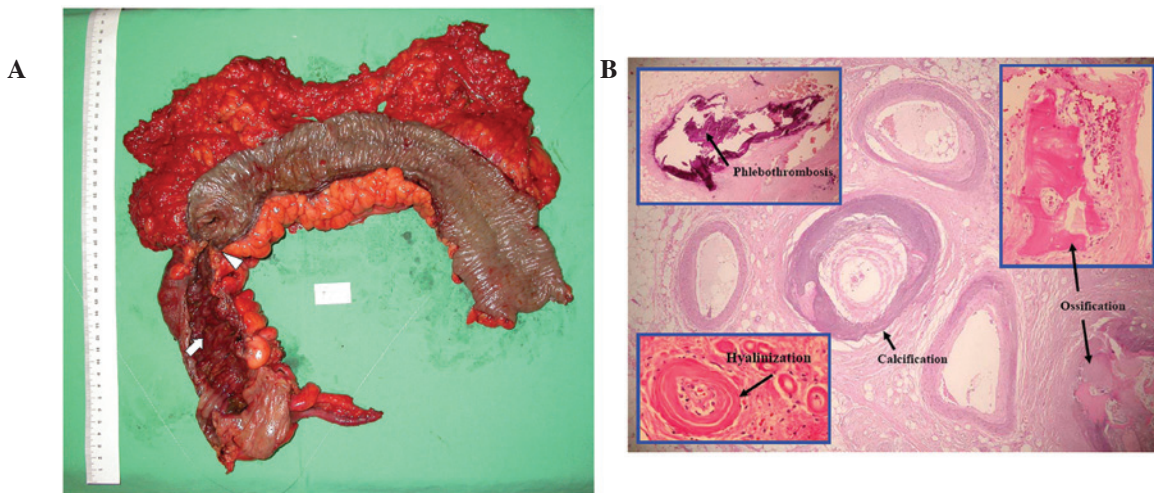 A
B
Phlebothrombosis
Ossification
Calcification
Hyalinization